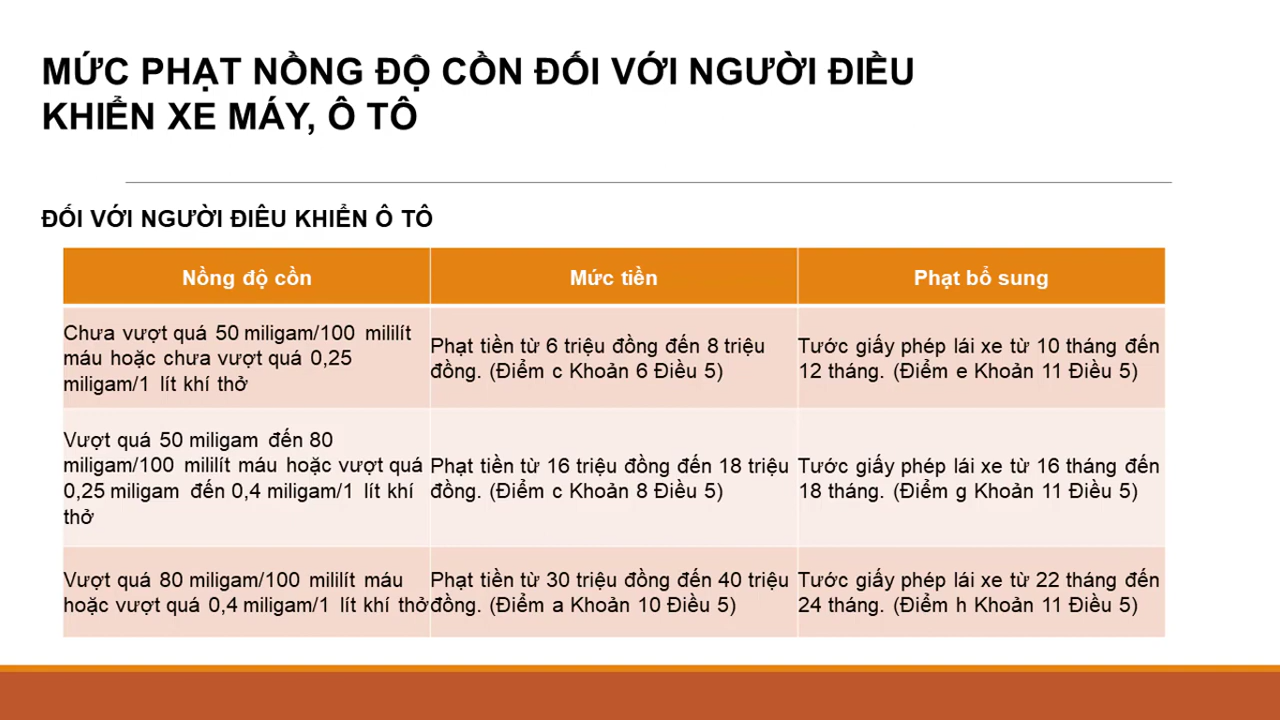 MỨC PHẠT NỒNG ĐỘ CỒN ĐỐI VỚI NGƯỜI ĐIỀU
KHIỂN XE MÁY, Ô TÔ
ĐỐI VỚI NGƯỜI ĐIÊU KHIỂN Ô TÔ
Nồng độ cồn
Mức tiền
Phạt bổ sung
Chưa vượt quá 50 miligam/100 mililít
máu hoặc chưa vượt quá 0,25
miligam/1 lít khí thở
Phạt tiền từ 6 triệu đồng đến 8 triệu
đồng. (Điểm c Khoản 6 Điều 5)
Tước giấy phép lái xe từ 10 tháng đến
12 tháng. (Điểm e Khoản 11 Điều 5)
Vượt quá 50 miligam đến 80
miligam/100 mililít máu hoặc vượt quá
0,25 miligam đến 0,4 miligam/1 lít khí
thở
Phạt tiền từ 16 triệu đồng đến 18 triệu
đồng. (Điểm c Khoản 8 Điều 5)
Tước giấy phép lái xe từ 16 tháng đến
18 tháng. (Điểm g Khoản 11 Điều 5)
Vượt quá 80 miligam/100 mililít máu
hoặc vượt quá 0,4 miligam/1 lít khí thở
Phạt tiền từ 30 triệu đồng đến 40 triệu
đồng. (Điểm a Khoản 10 Điều 5)
Tước giấy phép lái xe từ 22 tháng đến
24 tháng. (Điểm h Khoản 11 Điều 5)